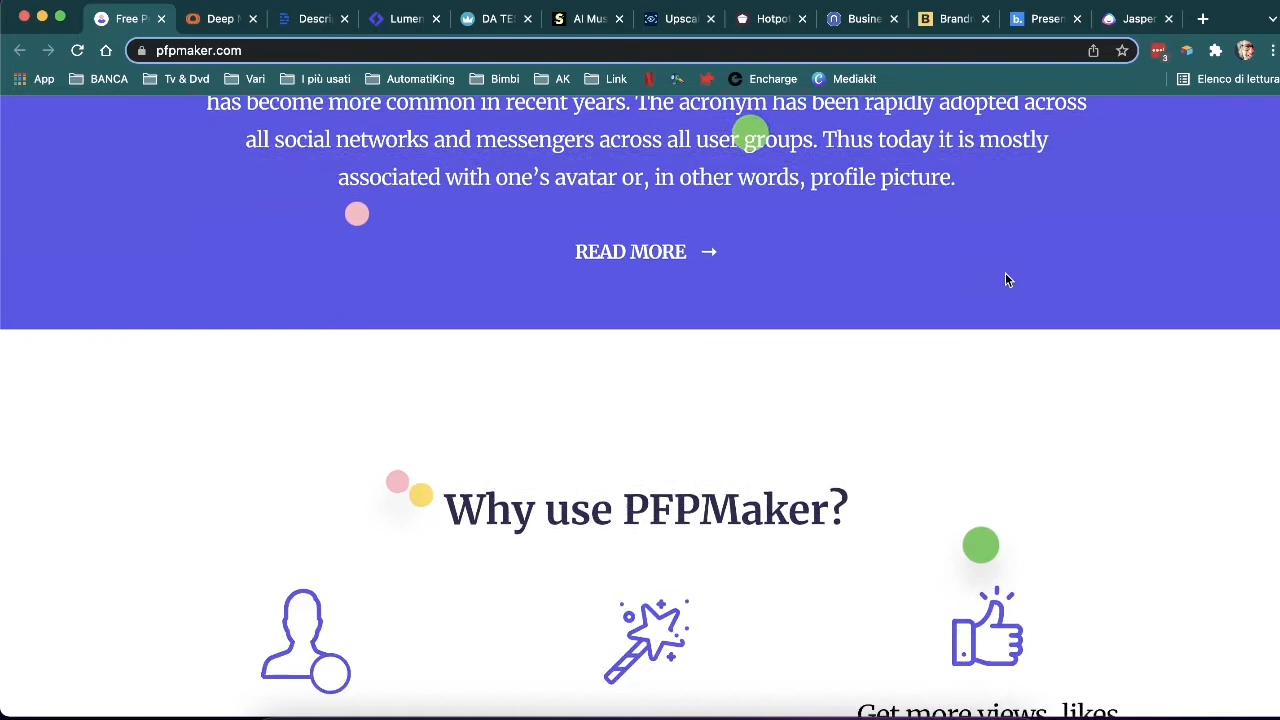 Free P
Deep N
Descri
Lumen
DA TE
AI Mus
Upscal
Hotpot
Busine
Brandr
Presen
Jasper
pfpmaker.com
3
App
BANCA
Tv & Dvd
Vari
I più usati
AutomatiKing
Bimbi
AK
Link
Encharge
Mediakit
Elenco di lettura
has become more common in recent years. The acronym has been rapidly adopted across
all social networks and messengers across all user groups. Thus today it is mostly
associated with one’s avatar or, in other words, profile picture.
READ MORE →
Why use PFPMaker?
Get more views, likes